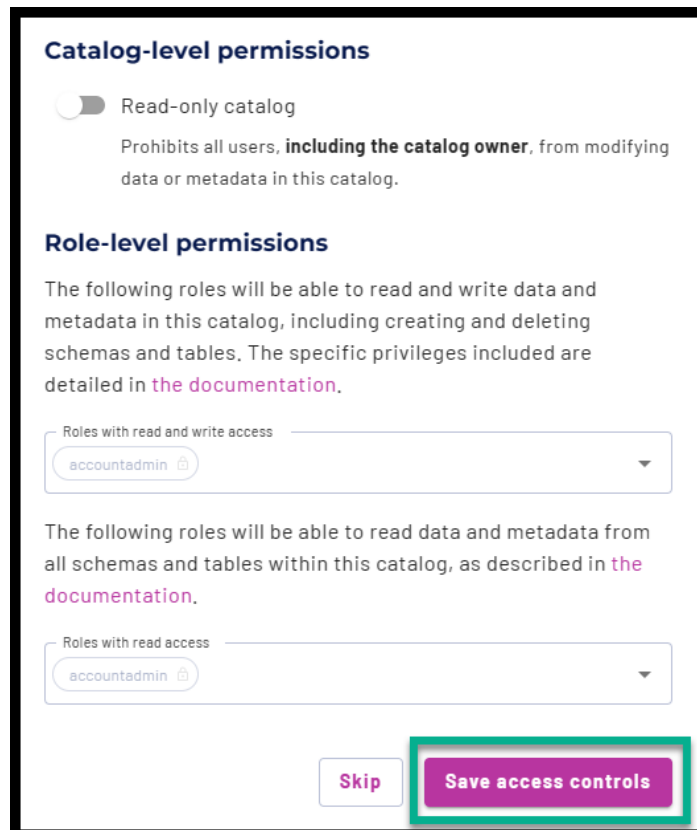 Catalog-level permissions
Read-only catalog
Prohibits all users, including the catalog owner, from modifying
data or metadata in this catalog.
Role-level permissions
The following roles will be able to read and write data and
metadata in this catalog, including creating and deleting
schemas and tables. The specific privileges included are
detailed in the documentation.
Roles with read and write access
accountadmin
The following roles will be able to read data and metadata from
all schemas and tables within this catalog, as described in the
documentation.
Roles with read access
accountadmin
Skip
Save access controls